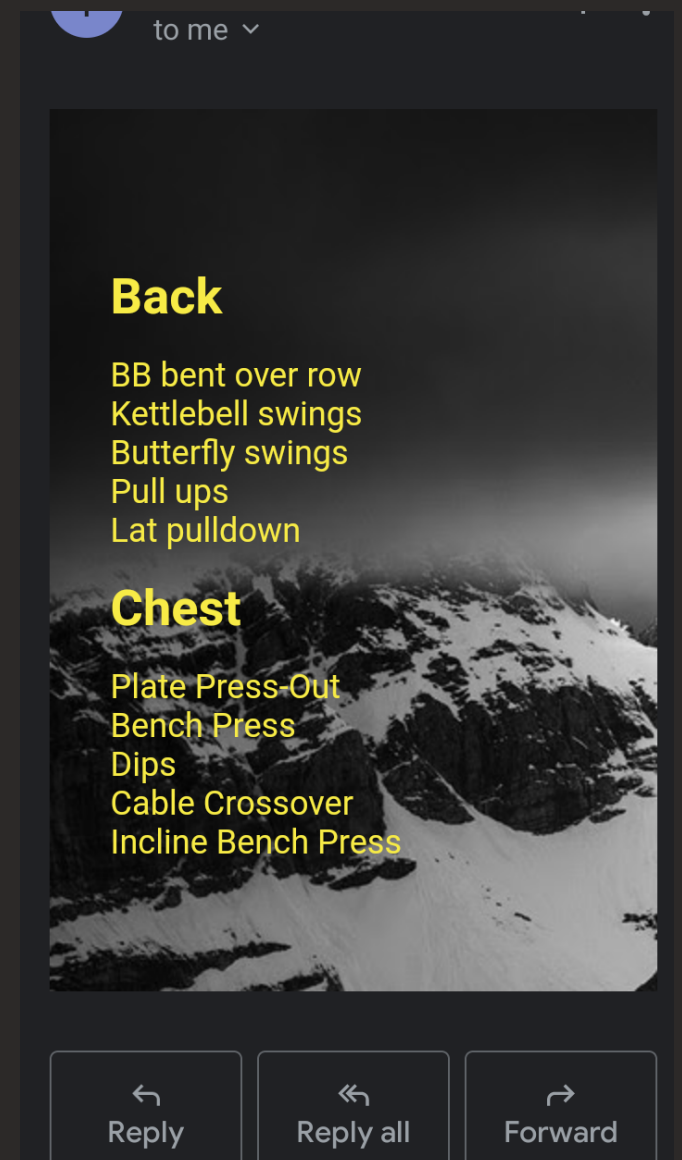 to me
Back
BB bent over row
Kettlebell swings
Butterfly swings
Pull ups
Lat pulldown
Chest
Plate Press-Out
Bench Press
Dips
Cable Crossover
Incline Bench Press
Reply
Reply all
Forward